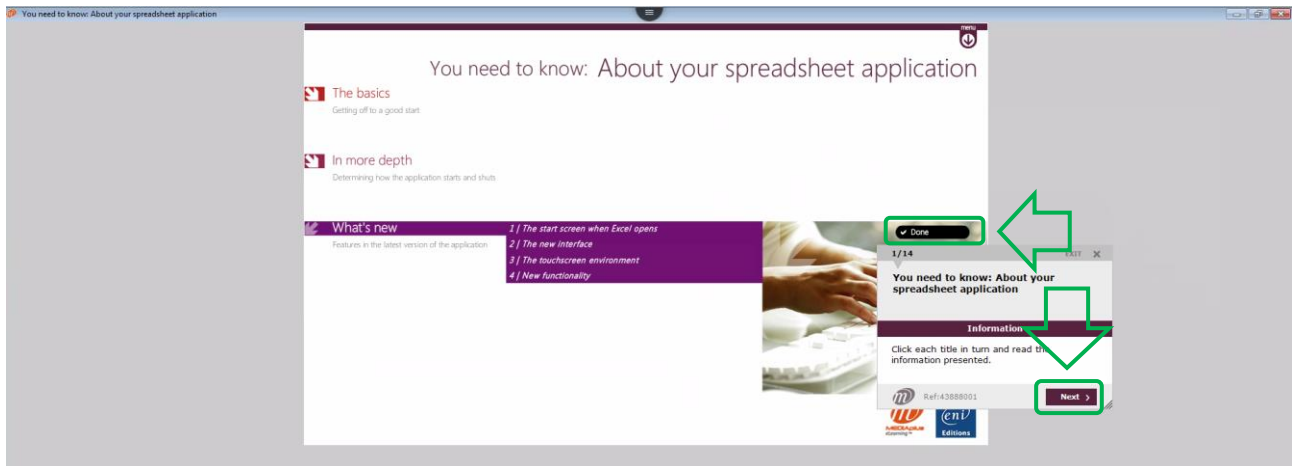 You need to know: About your spreadsheet application
menu
You need to know: About your spreadsheet application
The basics
Getting off to a good start
In more depth
Determining how the application starts and shuts
What's new
Features in the latest version of the application
1 | The start screen when Excel opens
2 | The new interface
3 | The touchscreen environment
4 | New functionality
Done
1/14
EXIT X
You need to know: About your
spreadsheet application
Information
Click each title in turn and read the
information presented.
Ref:43888001
Next >
MEDIAplus
eLearning™
eni
Editions